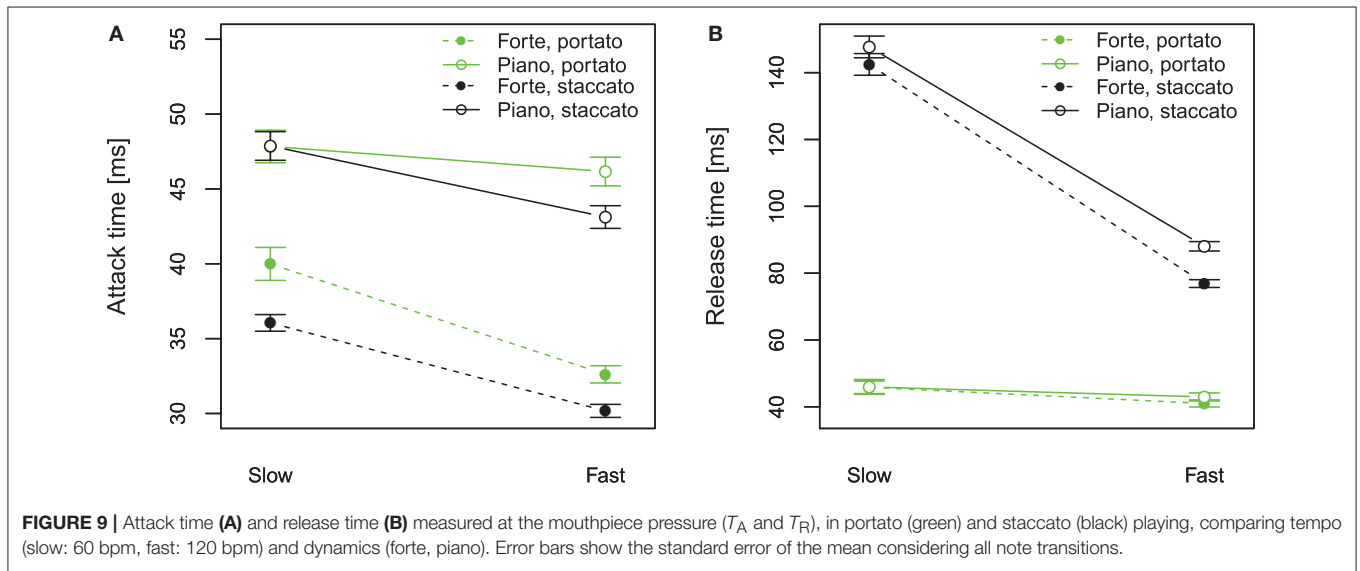 A
Attack time [ms]
55
50
45
40
35
30
Forte, portato
Piano, portato
Forte, staccato
Piano, staccato
Slow
Fast
B
Release time [ms]
140
120
100
80
60
40
Forte, portato
Piano, portato
Forte, staccato
Piano, staccato
Slow
Fast
FIGURE 9 | Attack time (A) and release time (B) measured at the mouthpiece pressure (TA and TR), in portato (green) and staccato (black) playing, comparing tempo
(slow: 60 bpm, fast: 120 bpm) and dynamics (forte, piano). Error bars show the standard error of the mean considering all note transitions.